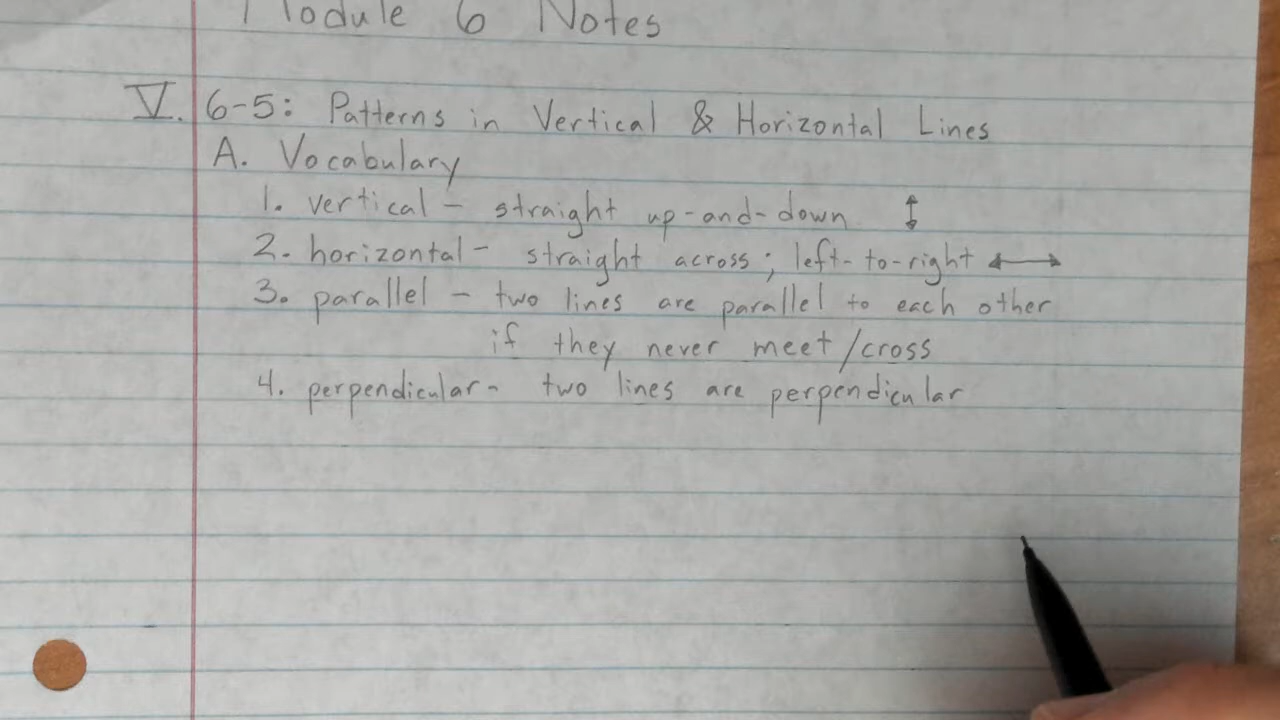 Module 6 Notes
V. 6-5: Patterns in Vertical & Horizontal Lines
A. Vocabulary
1. vertical - straight up-and-down ↕
2. horizontal - straight across; left-to-right ↔
3. parallel - two lines are parallel to each other
if they never meet/cross
4. perpendicular - two lines are perpendicular